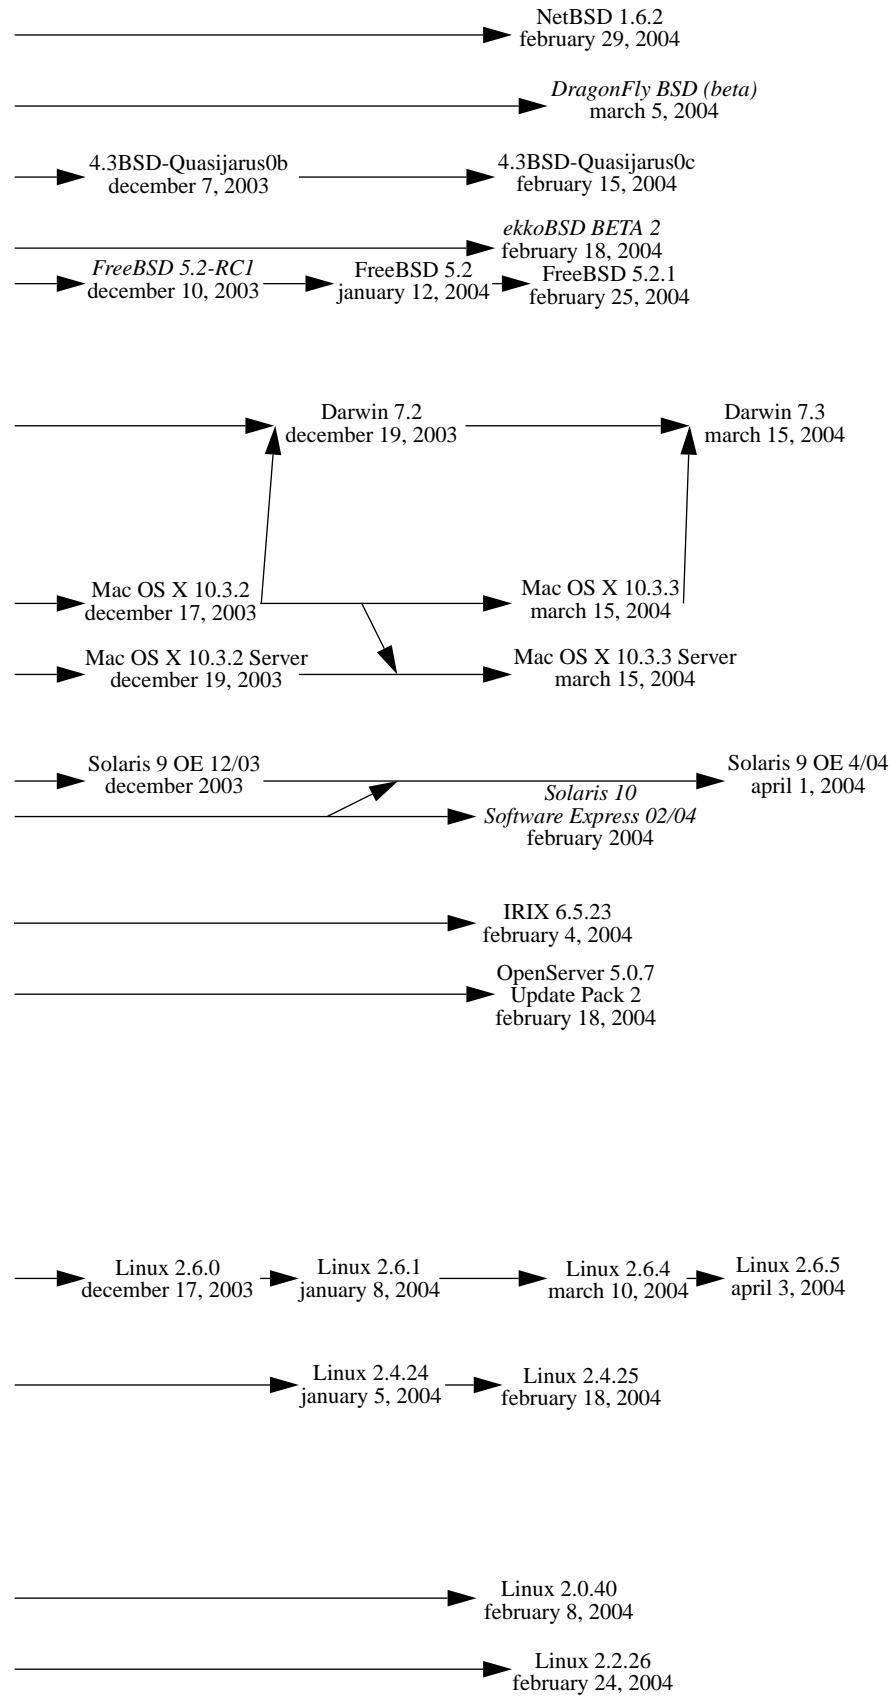 NetBSD 1.6.2
february 29, 2004
DragonFly BSD (beta)
march 5, 2004
4.3BSD-Quasijarus0b
december 7, 2003
4.3BSD-Quasijarus0c
february 15, 2004
ekkoBSD BETA 2
february 18, 2004
FreeBSD 5.2-RC1
december 10, 2003
FreeBSD 5.2
january 12, 2004
FreeBSD 5.2.1
february 25, 2004
Darwin 7.2
december 19, 2003
Darwin 7.3
march 15, 2004
Mac OS X 10.3.2
december 17, 2003
Mac OS X 10.3.3
march 15, 2004
Mac OS X 10.3.2 Server
december 19, 2003
Mac OS X 10.3.3 Server
march 15, 2004
Solaris 9 OE 12/03
december 2003
Solaris 9 OE 4/04
april 1, 2004
Solaris 10
Software Express 02/04
february 2004
IRIX 6.5.23
february 4, 2004
OpenServer 5.0.7
Update Pack 2
february 18, 2004
Linux 2.6.0
december 17, 2003
Linux 2.6.1
january 8, 2004
Linux 2.6.4
march 10, 2004
Linux 2.6.5
april 3, 2004
Linux 2.4.24
january 5, 2004
Linux 2.4.25
february 18, 2004
Linux 2.0.40
february 8, 2004
Linux 2.2.26
february 24, 2004